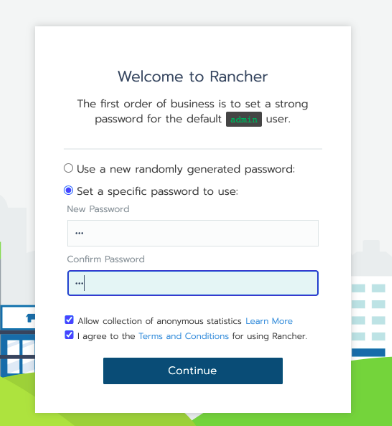 Welcome to Rancher
The first order of business is to set a strong
password for the default admin user.
Use a new randomly generated password:
Set a specific password to use:
New Password
•••
Confirm Password
•••
Allow collection of anonymous statistics Learn More
I agree to the Terms and Conditions for using Rancher.
Continue